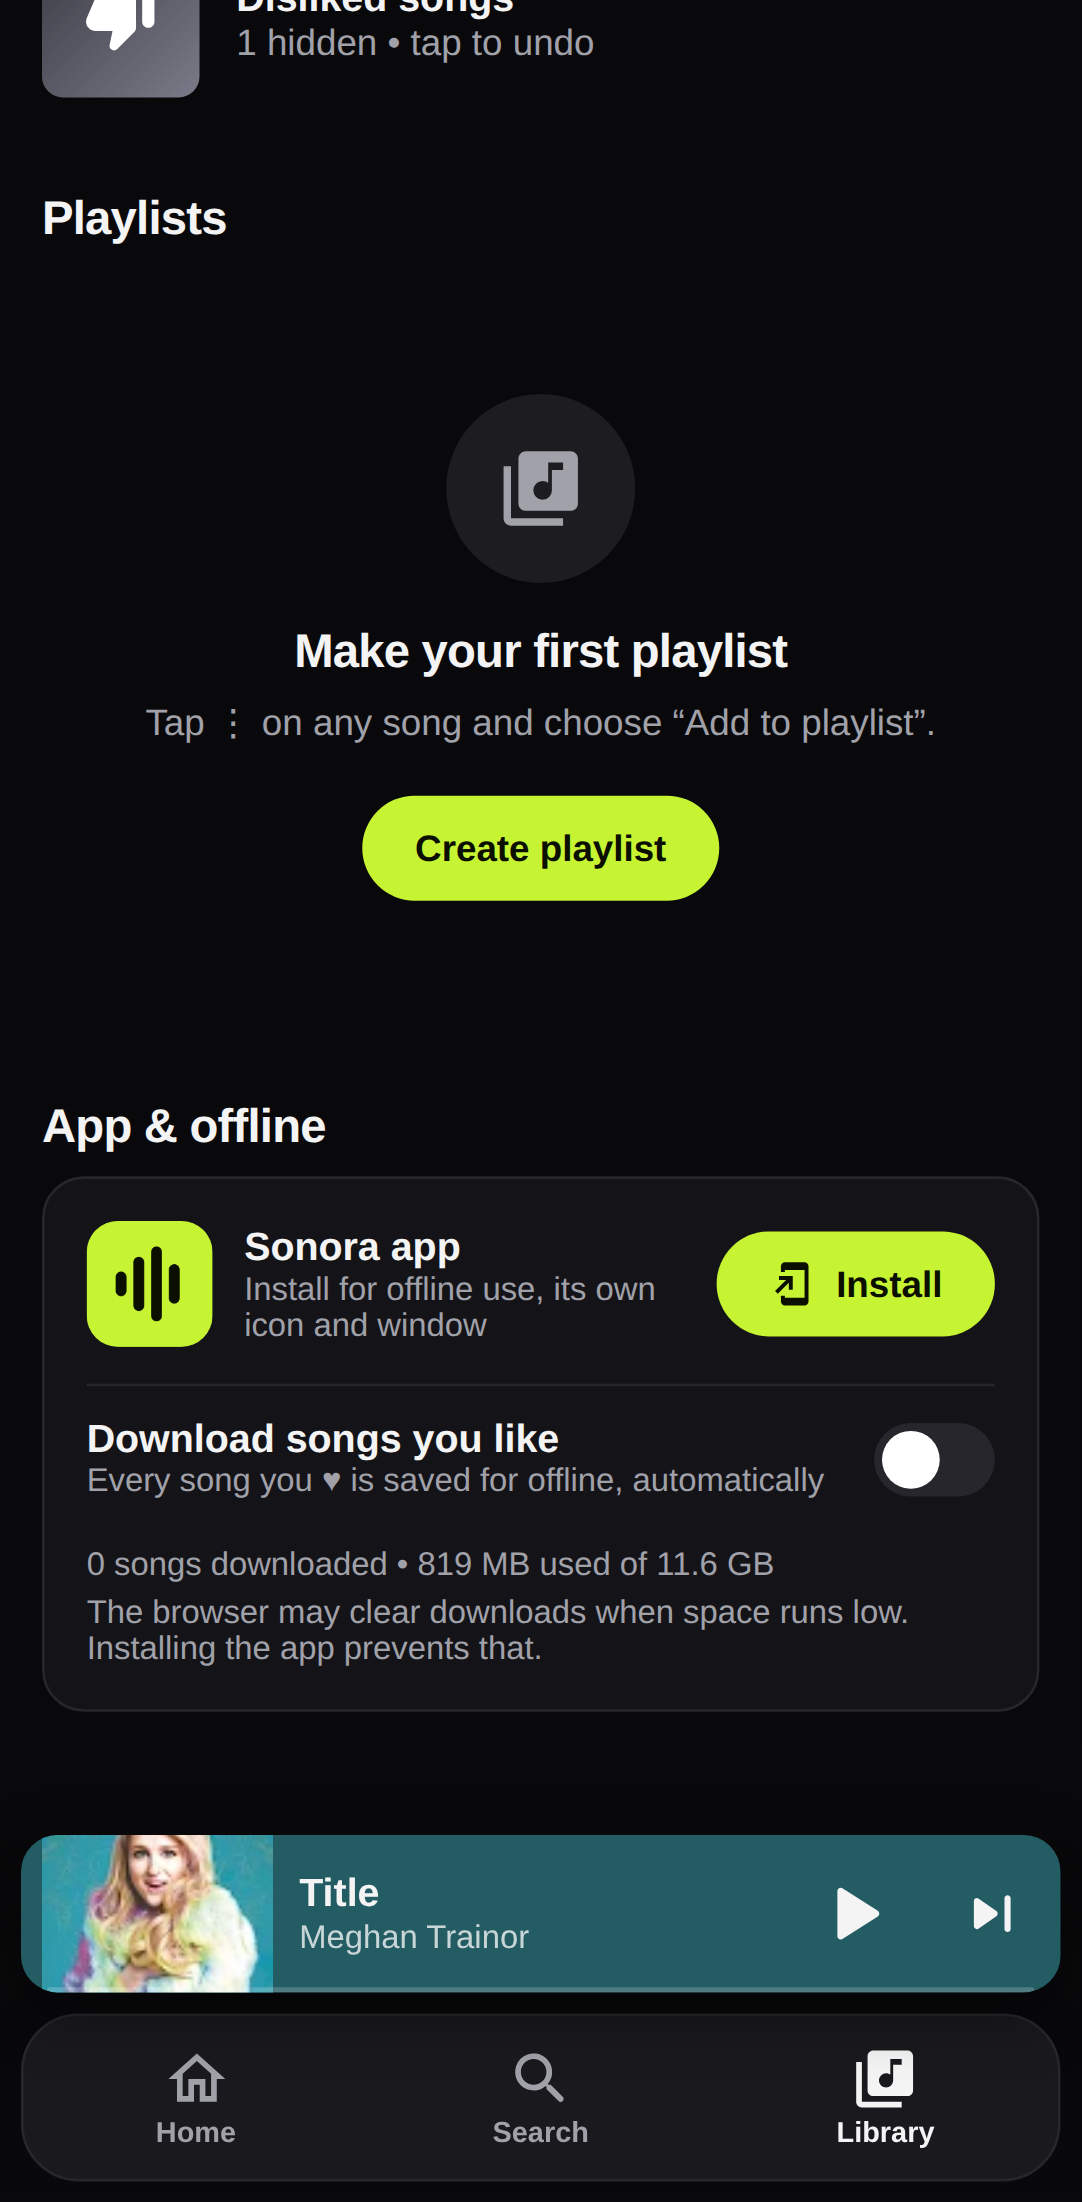 Disliked songs
1 hidden • tap to undo
Playlists
Make your first playlist
Tap ⋮ on any song and choose “Add to playlist”.
Create playlist
App & offline
Sonora app
Install for offline use, its own
icon and window
Install
Download songs you like
Every song you ♥ is saved for offline, automatically
0 songs downloaded • 819 MB used of 11.6 GB
The browser may clear downloads when space runs low.
Installing the app prevents that.
Title
Meghan Trainor
Home
Search
Library